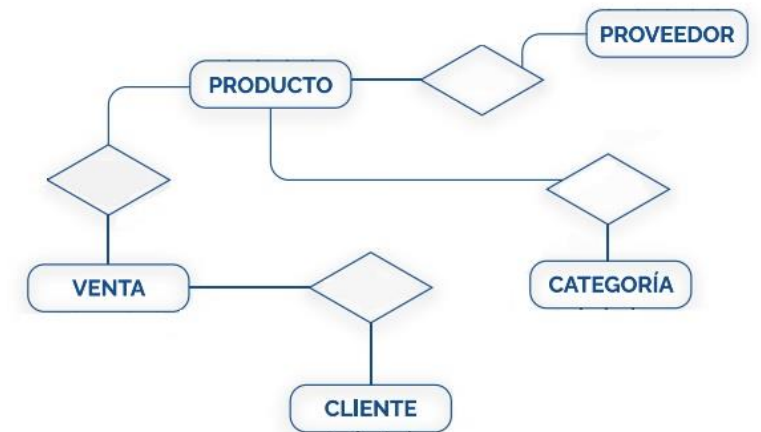 PROVEEDOR
PRODUCTO
VENTA
CATEGORÍA
CLIENTE